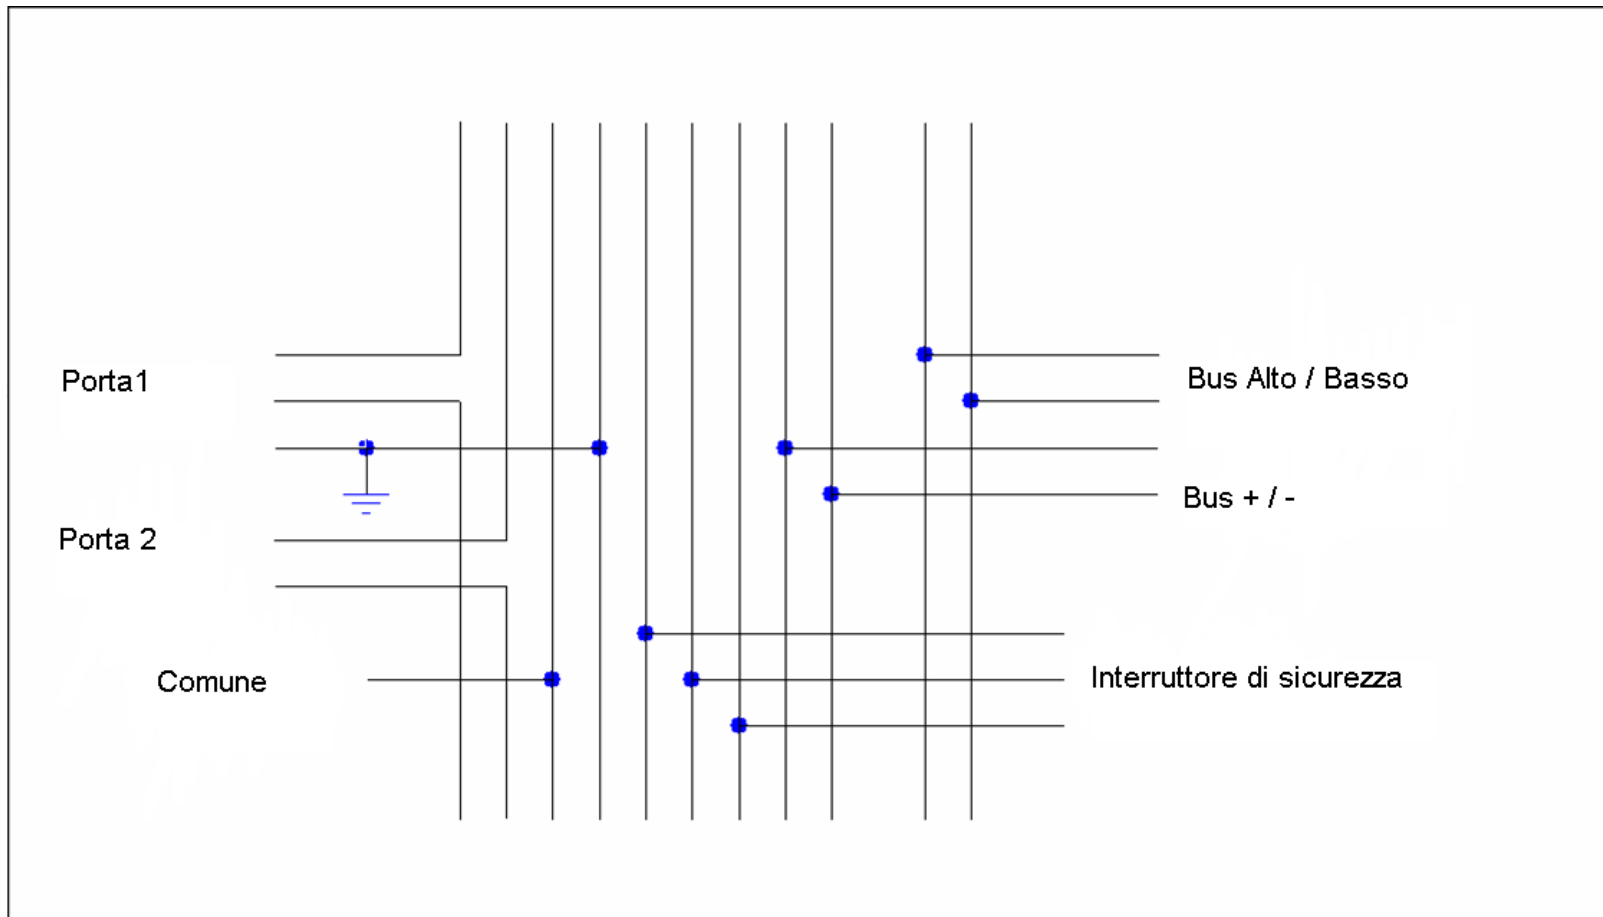 Porta1
Bus Alto / Basso
Bus + / -
Porta 2
Comune
Interruttore di sicurezza